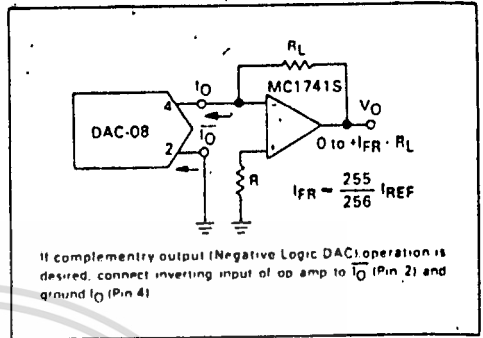 RL
MC1741S
4
IO
DAC-08
2
I̅O̅
VO
0 to +IFR · RL
R
IFR ≈ 255/256 IREF
If complementry output (Negative Logic DAC) operation is
desired, connect inverting input of op amp to I̅O̅ (Pin 2) and
ground IO (Pin 4)